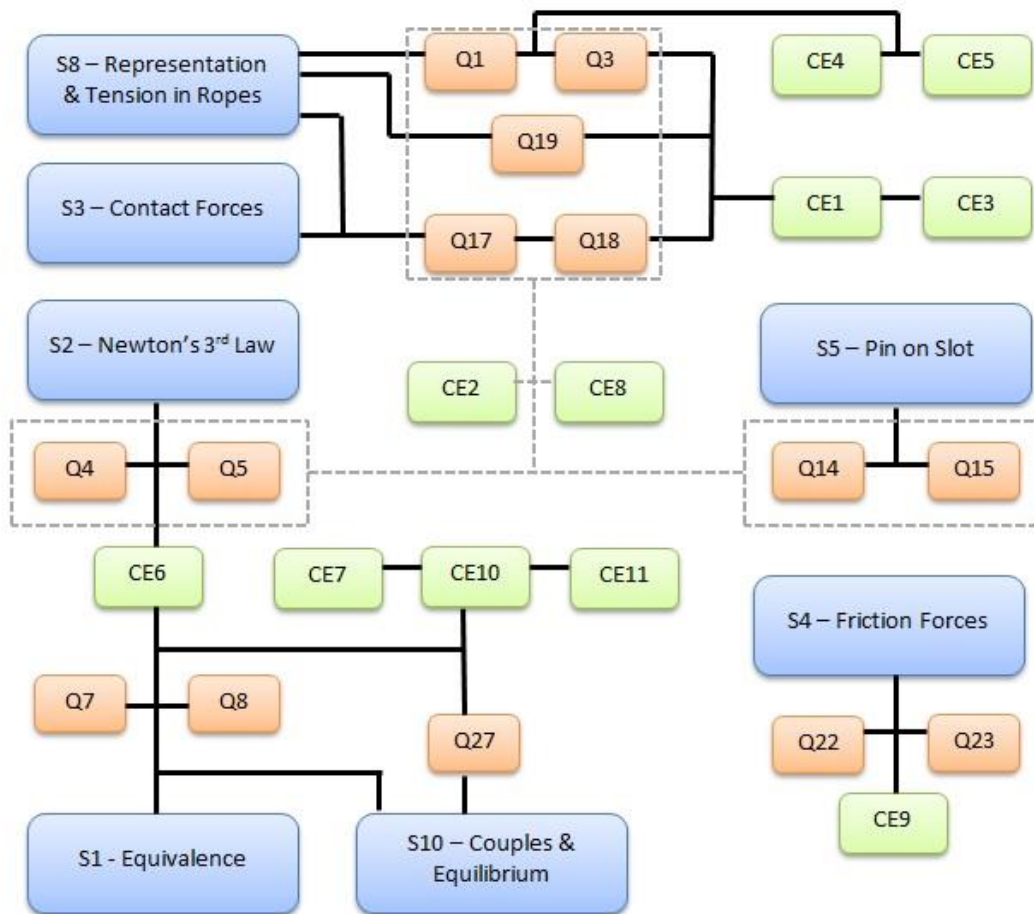 S8 – Representation
& Tension in Ropes
Q1
Q3
CE4
CE5
Q19
S3 – Contact Forces
CE1
CE3
Q17
Q18
S2 – Newton's 3rd Law
S5 – Pin on Slot
CE2
CE8
Q4
Q5
Q14
Q15
CE6
CE7
CE10
CE11
S4 – Friction Forces
Q7
Q8
Q27
Q22
Q23
CE9
S1 - Equivalence
S10 – Couples &
Equilibrium